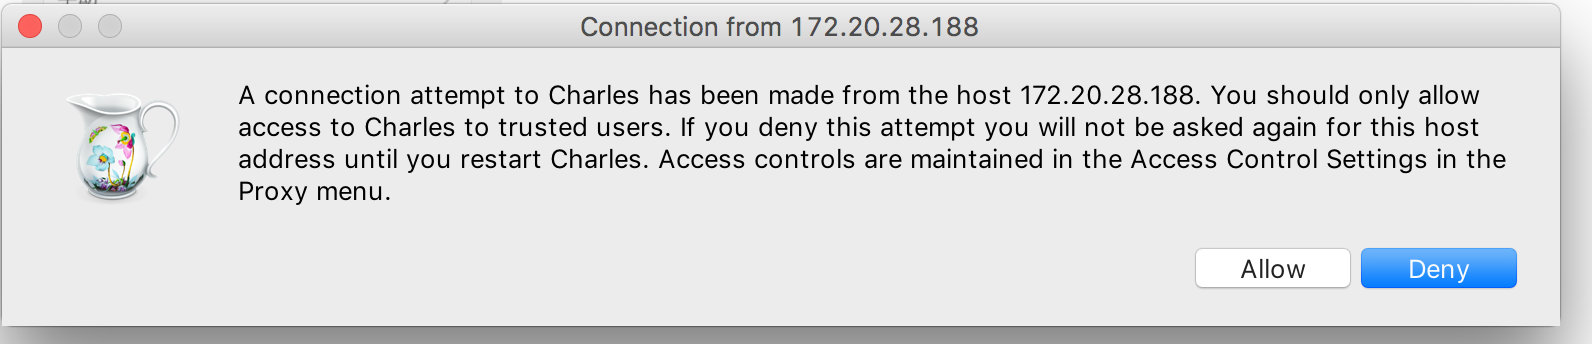 Connection from 172.20.28.188
A connection attempt to Charles has been made from the host 172.20.28.188. You should only allow
access to Charles to trusted users. If you deny this attempt you will not be asked again for this host
address until you restart Charles. Access controls are maintained in the Access Control Settings in the
Proxy menu.
Allow
Deny